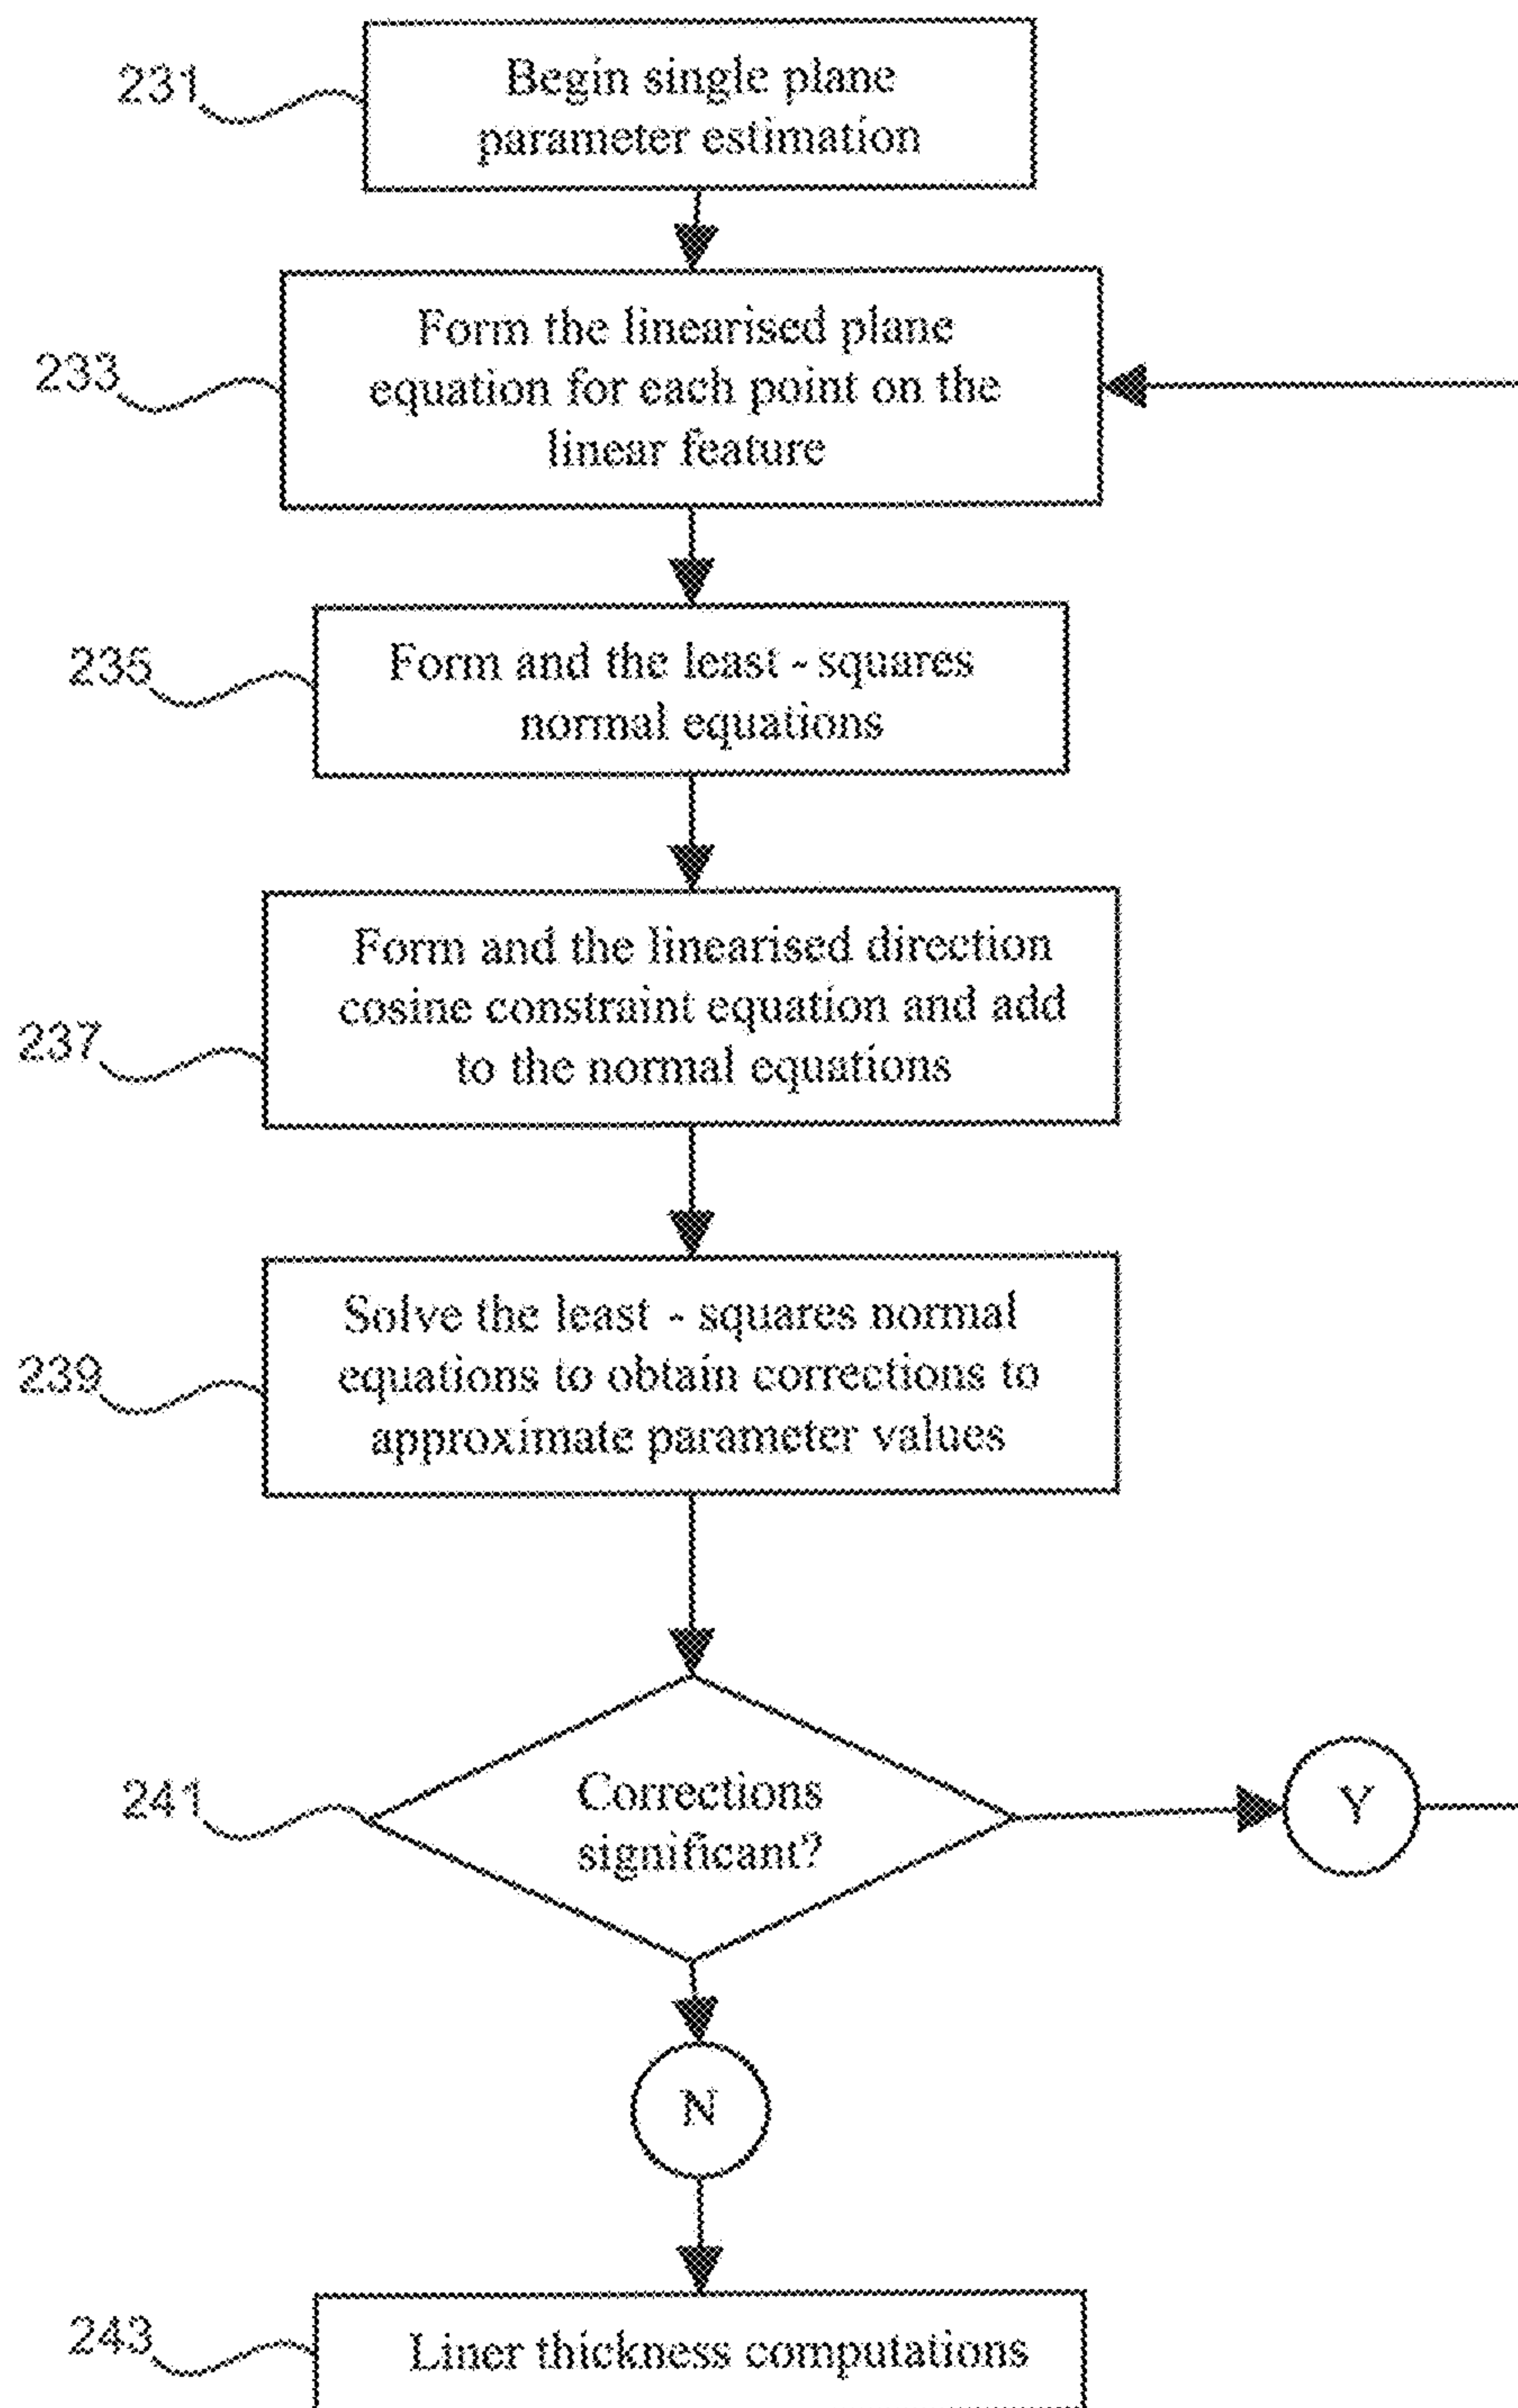 231
Begin single plane
parameter estimation
233
Form the linearised plane
equation for each point on the
linear feature
235
Form and the least - squares
normal equations
237
Form and the linearised direction
cosine constraint equation and add
to the normal equations
239
Solve the least - squares normal
equations to obtain corrections to
approximate parameter values
241
Corrections
significant?
Y
N
243
Liner thickness computations